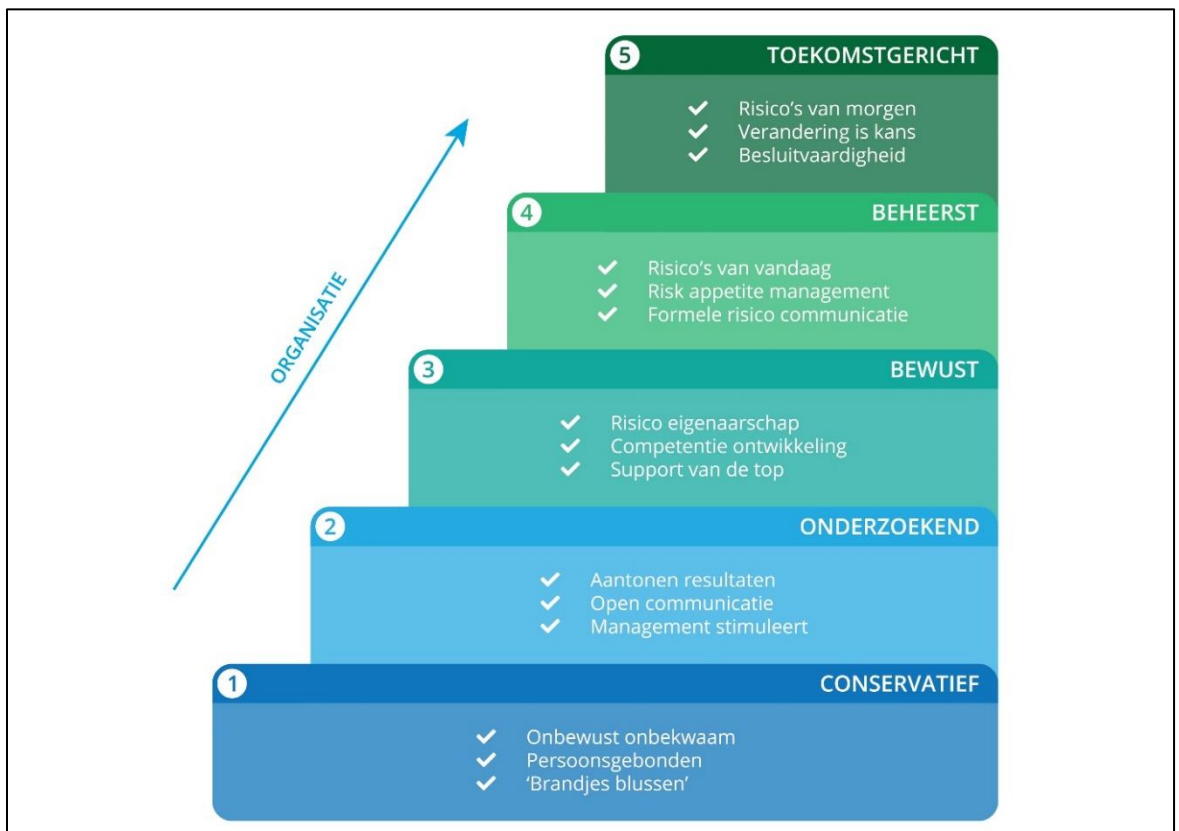 5 TOEKOMSTGERICHT
Risico's van morgen
Verandering is kans
Besluitvaardigheid
4 BEHEERST
Risico's van vandaag
Risk appetite management
Formele risico communicatie
ORGANISATIE
3 BEWUST
Risico eigenaarschap
Competentie ontwikkeling
Support van de top
2 ONDERZOEKEND
Aantonen resultaten
Open communicatie
Management stimuleert
1 CONSERVATIEF
Onbewust onbekwaam
Persoonsgebonden
‘Brandjes blussen’